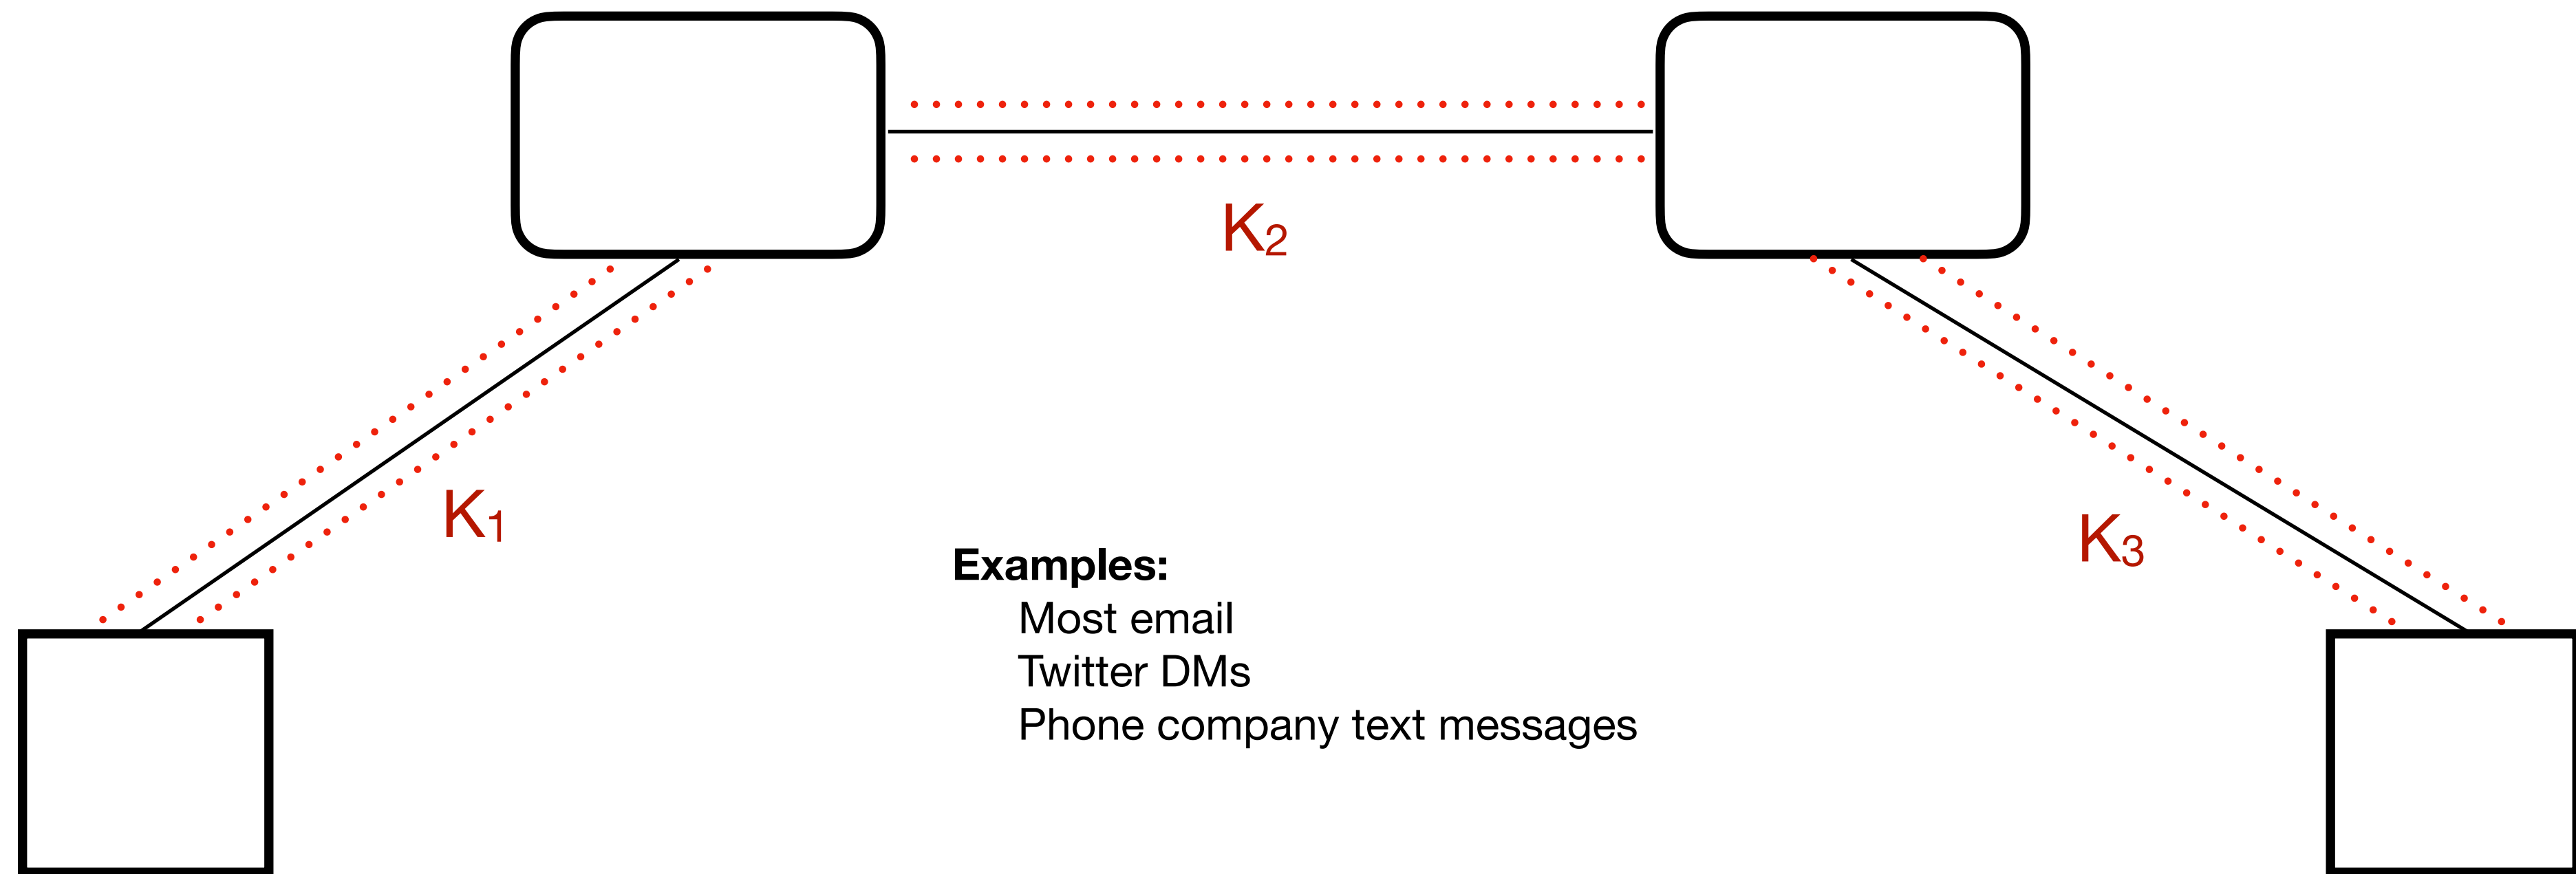 K₂
K₁
K₃
Examples:
Most email
Twitter DMs
Phone company text messages